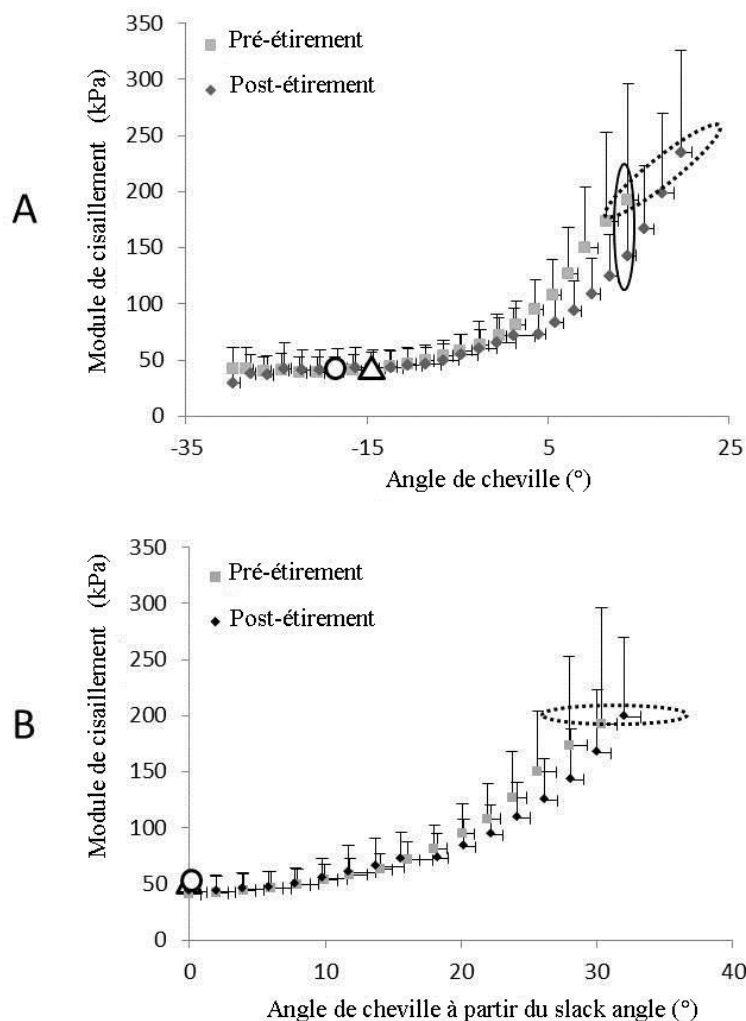 A
Module de cisaillement (kPa)
350
300
250
200
150
100
50
0
Pré-étirement
Post-étirement
-35
-15
5
25
Angle de cheville (°)
B
Module de cisaillement (kPa)
350
300
250
200
150
100
50
0
Pré-étirement
Post-étirement
0
10
20
30
40
Angle de cheville à partir du slack angle (°)